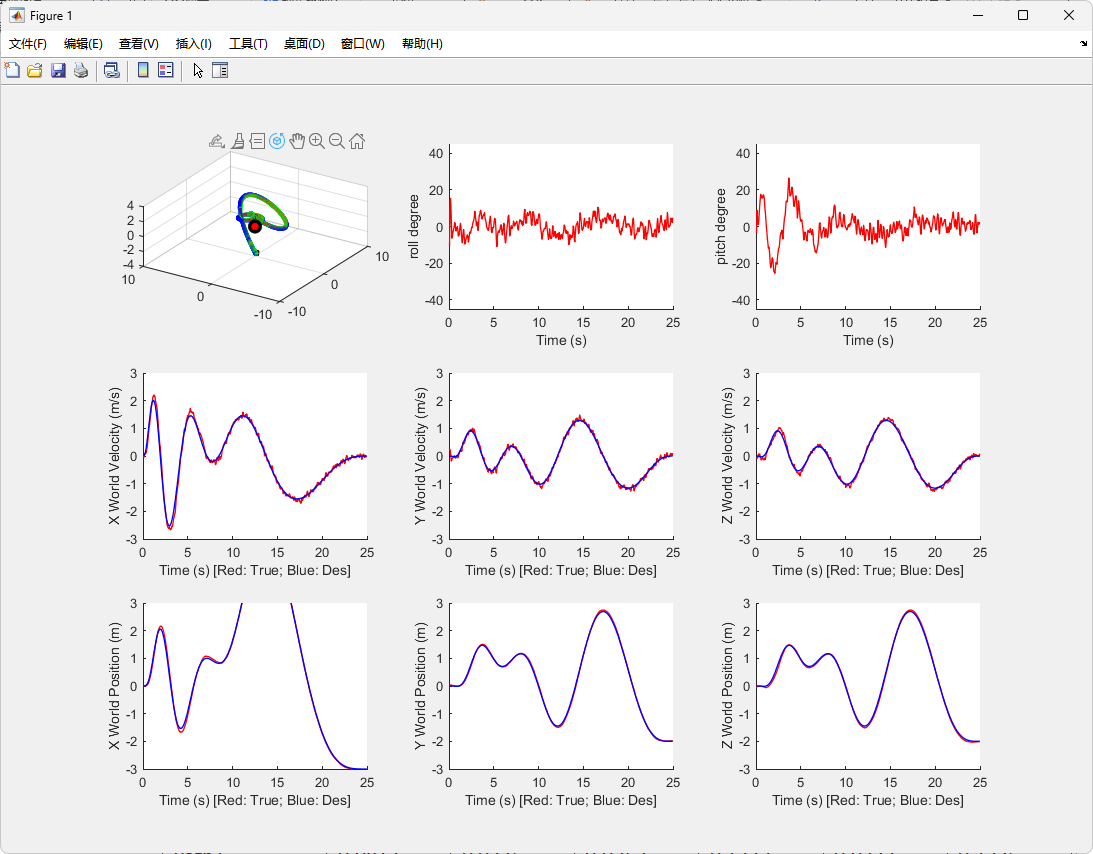 Figure 1
文件(F) 编辑(E) 查看(V) 插入(I) 工具(T) 桌面(D) 窗口(W) 帮助(H)
4
2
0
-2
-4
10
0
-10
-10
0
10
roll degree
40
20
0
-20
-40
0 5 10 15 20 25
Time (s)
pitch degree
40
20
0
-20
-40
0 5 10 15 20 25
Time (s)
X World Velocity (m/s)
3
2
1
0
-1
-2
-3
0 5 10 15 20 25
Time (s) [Red: True; Blue: Des]
Y World Velocity (m/s)
3
2
1
0
-1
-2
-3
0 5 10 15 20 25
Time (s) [Red: True; Blue: Des]
Z World Velocity (m/s)
3
2
1
0
-1
-2
-3
0 5 10 15 20 25
Time (s) [Red: True; Blue: Des]
X World Position (m)
3
2
1
0
-1
-2
-3
0 5 10 15 20 25
Time (s) [Red: True; Blue: Des]
Y World Position (m)
3
2
1
0
-1
-2
-3
0 5 10 15 20 25
Time (s) [Red: True; Blue: Des]
Z World Position (m)
3
2
1
0
-1
-2
-3
0 5 10 15 20 25
Time (s) [Red: True; Blue: Des]